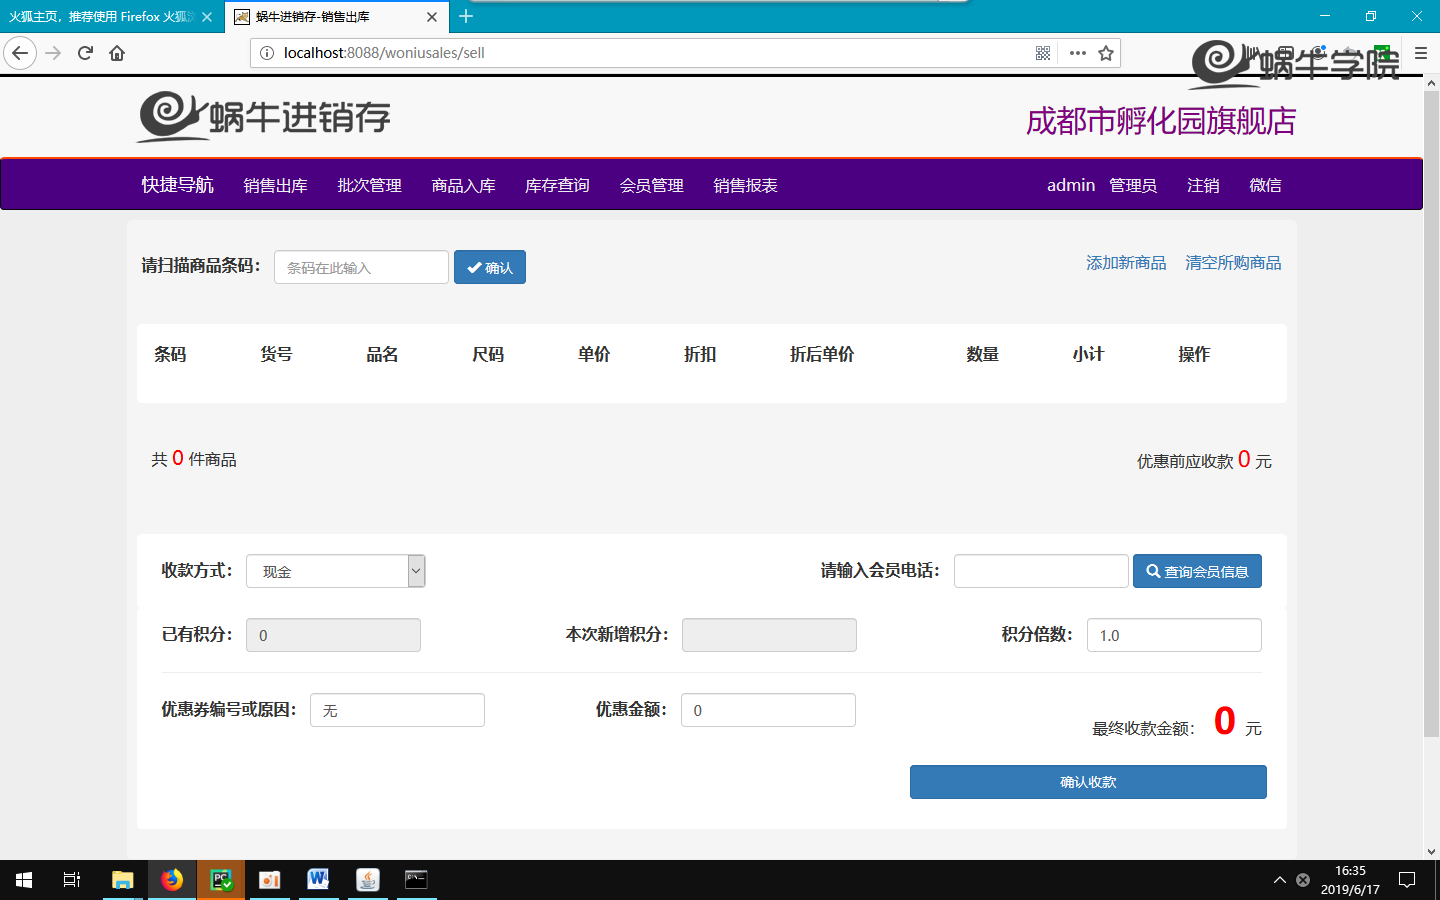 火狐主页，推荐使用 Firefox 火狐
蜗牛进销存-销售出库
localhost:8088/woniusales/sell
蜗牛学院
蜗牛进销存
成都市孵化园旗舰店
快捷导航 销售出库 批次管理 商品入库 库存查询 会员管理 销售报表 admin 管理员 注销 微信
请扫描商品条码： 条码在此输入 确认 添加新商品 清空所购商品
条码 货号 品名 尺码 单价 折扣 折后单价 数量 小计 操作
共 0 件商品 优惠前应收款 0 元
收款方式： 现金 请输入会员电话： 查询会员信息
已有积分： 0 本次新增积分： 积分倍数： 1.0
优惠券编号或原因： 无 优惠金额： 0 最终收款金额： 0 元
确认收款
16:35
2019/6/17